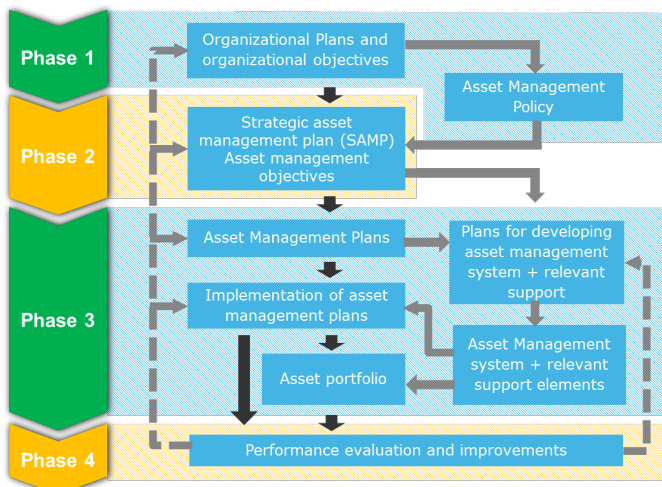 Phase 1
Organizational Plans and
organizational objectives
Asset Management
Policy
Phase 2
Strategic asset
management plan (SAMP)
Asset management
objectives
Phase 3
Asset Management Plans
Plans for developing
asset management
system + relevant
support
Implementation of asset
management plans
Asset Management
system + relevant
support elements
Asset portfolio
Phase 4
Performance evaluation and improvements